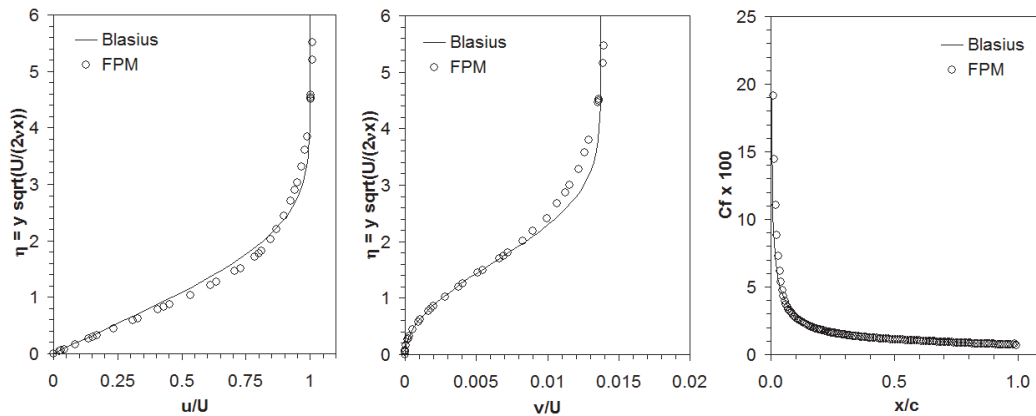 6
5
4
3
2
1
0
η = y sqrt(U/(2νx))
Blasius
FPM
0
0.25
0.5
0.75
1
u/U
6
5
4
3
2
1
0
η = y sqrt(U/(2νx))
Blasius
FPM
0
0.005
0.01
0.015
0.02
v/U
25
20
15
10
5
0
Cf x 100
Blasius
FPM
0.0
0.5
1.0
x/c